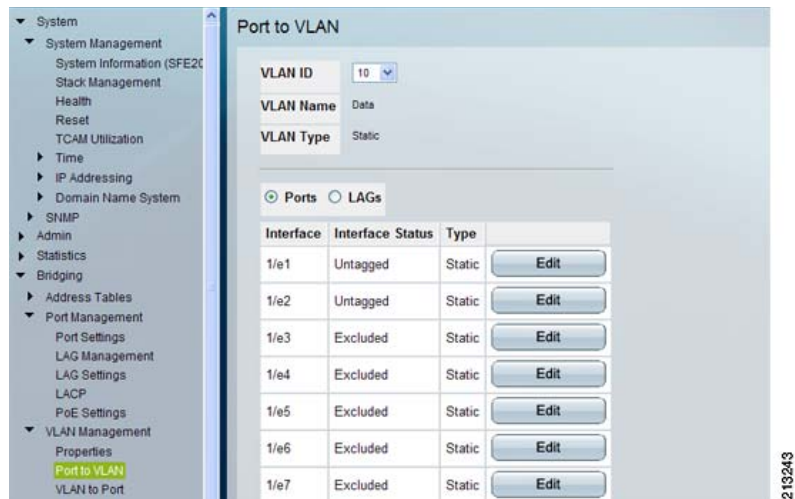 System
System Management
System Information (SFE20
Stack Management
Health
Reset
TCAM Utilization
Time
IP Addressing
Domain Name System
SNMP
Admin
Statistics
Bridging
Address Tables
Port Management
Port Settings
LAG Management
LAG Settings
LACP
PoE Settings
VLAN Management
Properties
Port to VLAN
VLAN to Port
Port to VLAN
VLAN ID 10
VLAN Name Data
VLAN Type Static
Ports LAGs
Interface Interface Status Type
1/e1 Untagged Static Edit
1/e2 Untagged Static Edit
1/e3 Excluded Static Edit
1/e4 Excluded Static Edit
1/e5 Excluded Static Edit
1/e6 Excluded Static Edit
1/e7 Excluded Static Edit
213243